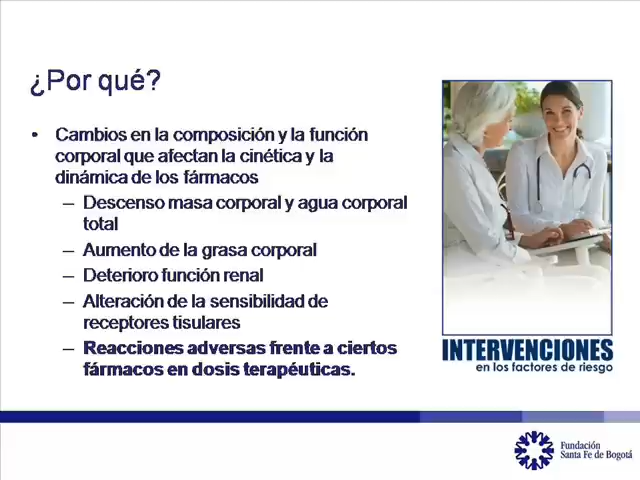 ¿Por qué?
• Cambios en la composición y la función
corporal que afectan la cinética y la
dinámica de los fármacos
– Descenso masa corporal y agua corporal
total
– Aumento de la grasa corporal
– Deterioro función renal
– Alteración de la sensibilidad de
receptores tisulares
– Reacciones adversas frente a ciertos
fármacos en dosis terapéuticas.
INTERVENCIONES
en los factores de riesgo
Fundación
Santa Fe de Bogotá